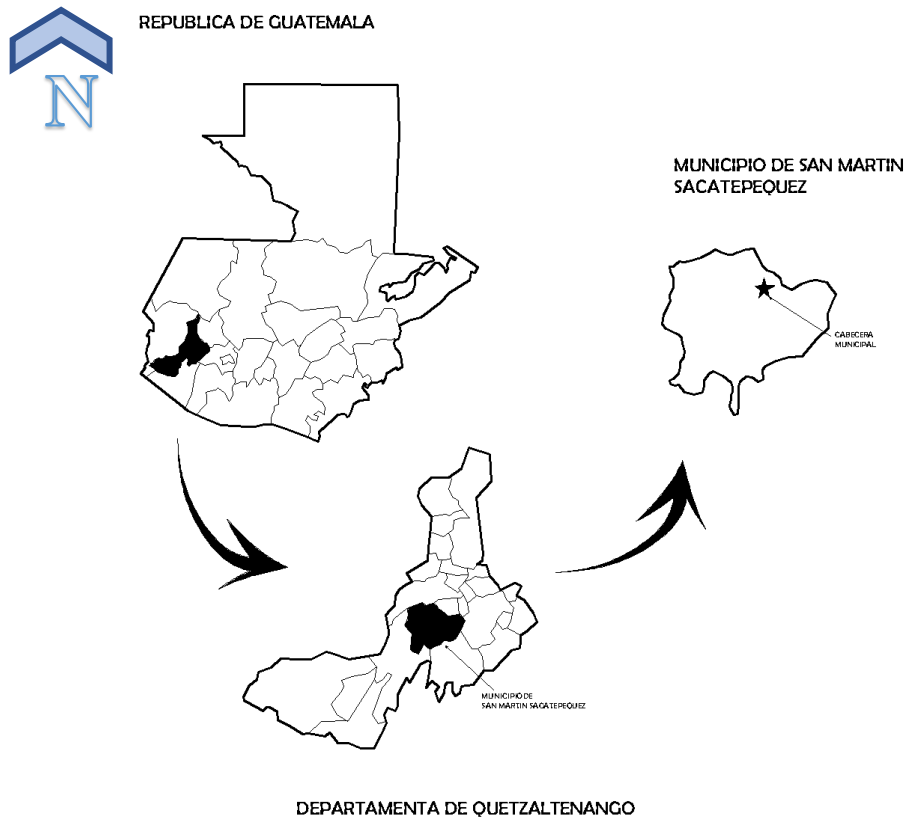 REPUBLICA DE GUATEMALA
N
MUNICIPIO DE SAN MARTIN
SACATEPEQUEZ
CABECERA
MUNICIPAL
MUNICIPIO DE
SAN MARTIN SACATEPEQUEZ
DEPARTAMENTA DE QUETZALTENANGO